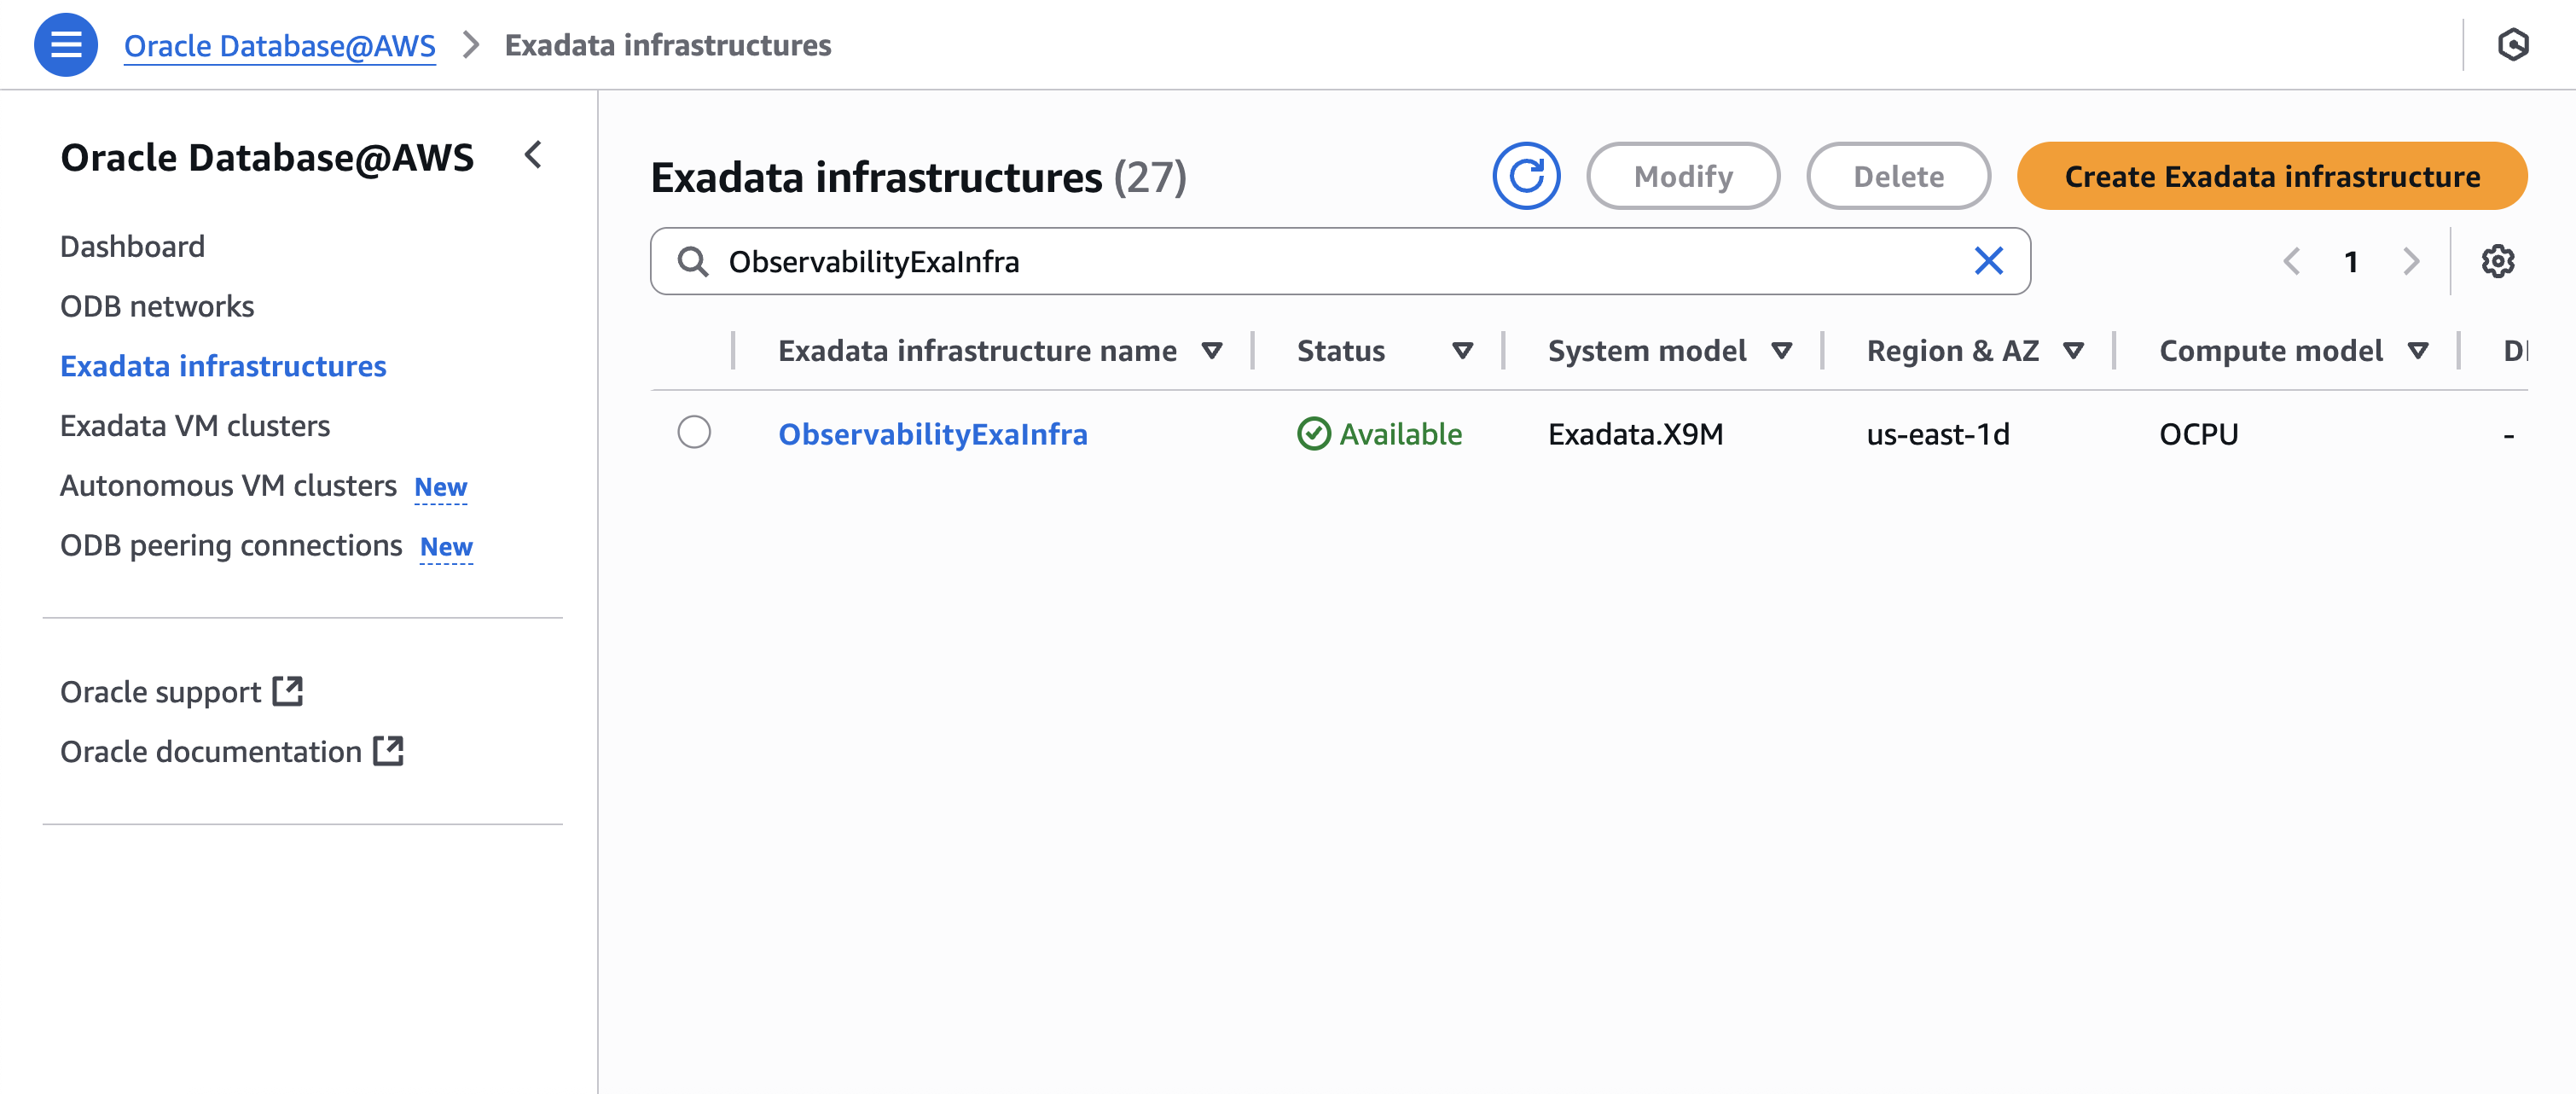 Oracle Database@AWS > Exadata infrastructures
Oracle Database@AWS
Dashboard
ODB networks
Exadata infrastructures
Exadata VM clusters
Autonomous VM clusters New
ODB peering connections New
Oracle support
Oracle documentation
Exadata infrastructures (27)
Modify
Delete
Create Exadata infrastructure
ObservabilityExaInfra
1
Exadata infrastructure name Status System model Region & AZ Compute model
ObservabilityExaInfra Available Exadata.X9M us-east-1d OCPU -